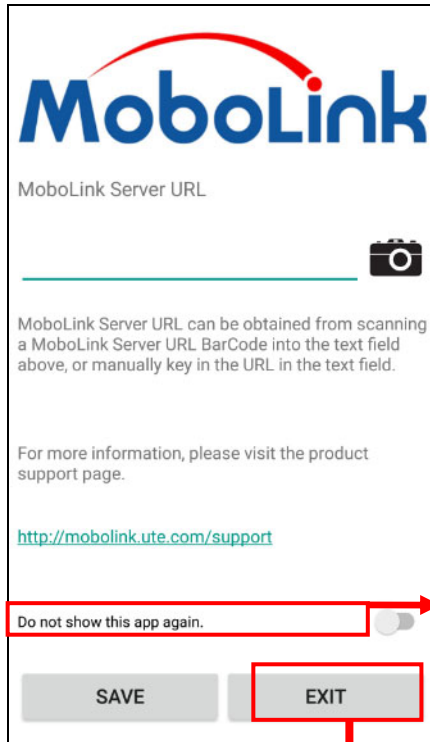 MoboLink
MoboLink Server URL
MoboLink Server URL can be obtained from scanning
a MoboLink Server URL BarCode into the text field
above, or manually key in the URL in the text field.
For more information, please visit the product
support page.
http://mobolink.ute.com/support
Do not show this app again.
SAVE EXIT